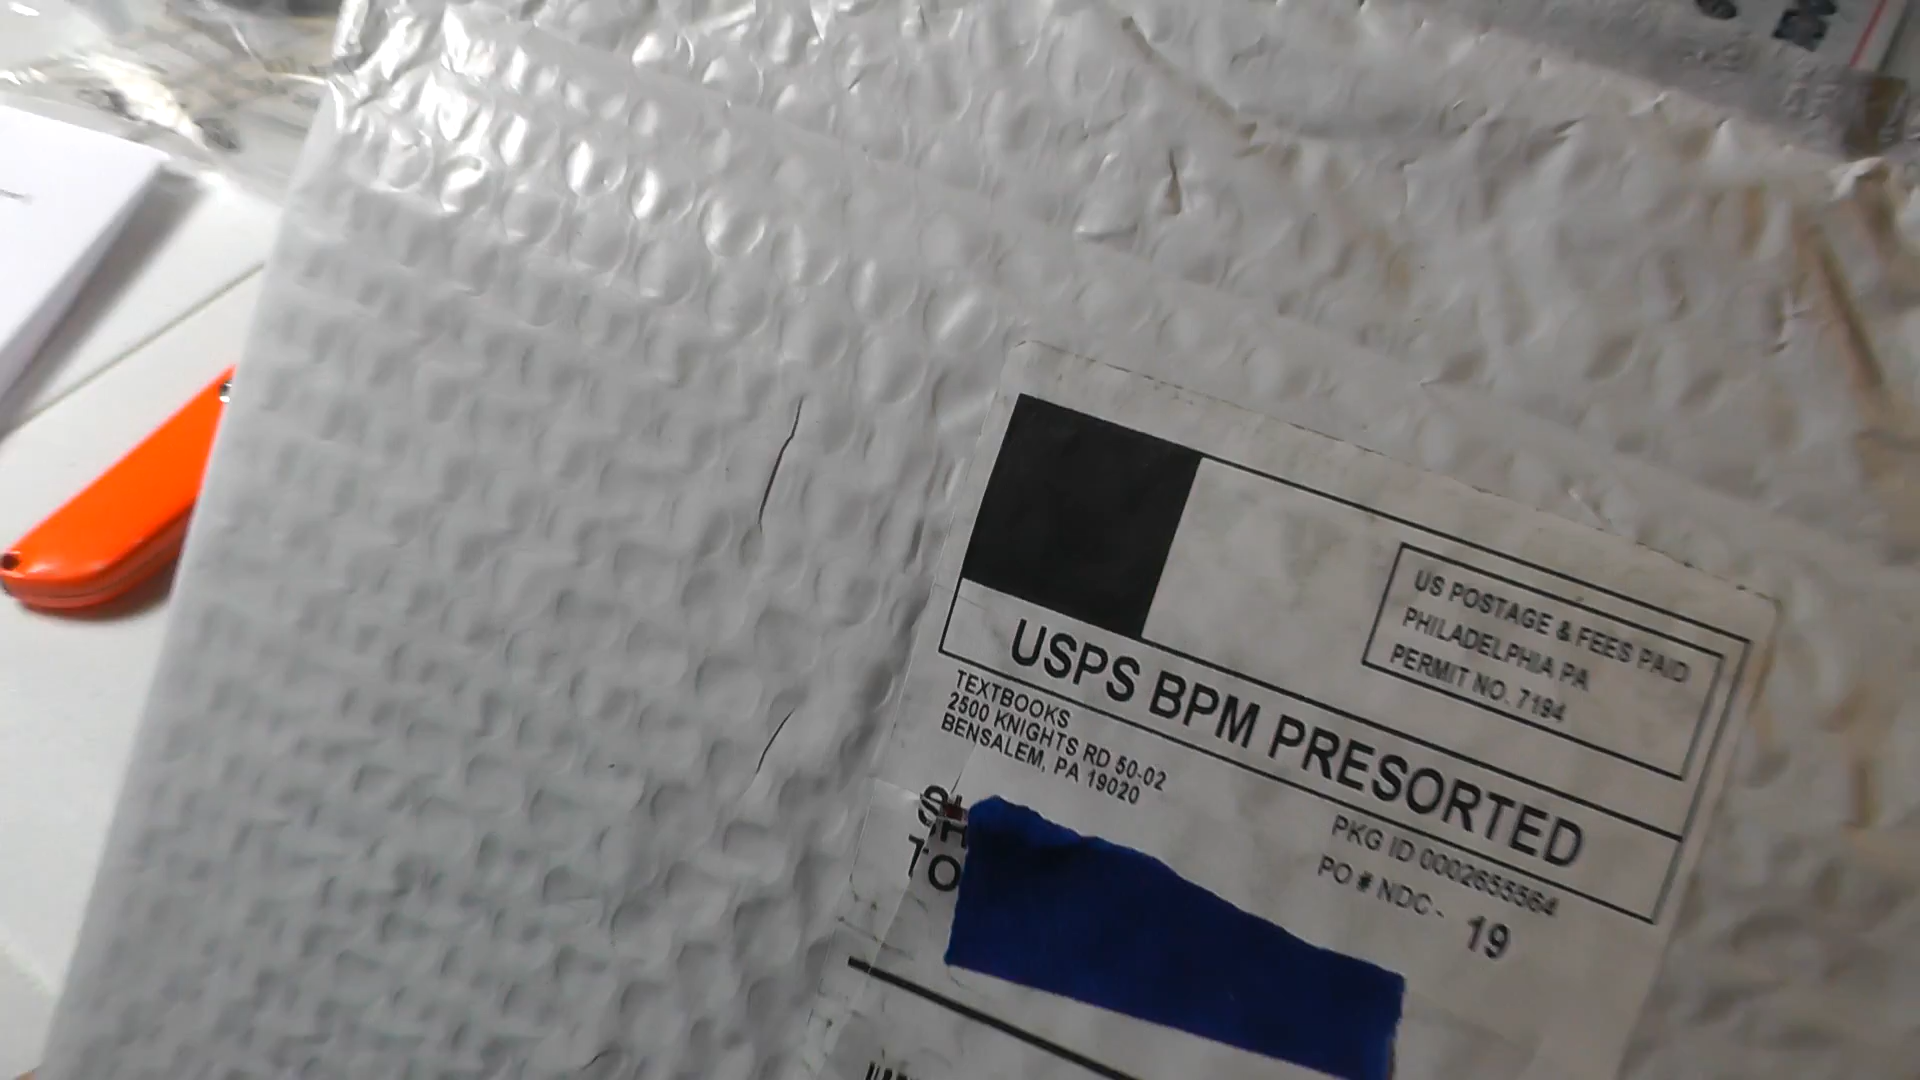 US POSTAGE & FEES PAID
PHILADELPHIA PA
PERMIT NO. 7194
USPS BPM PRESORTED
TEXTBOOKS
2500 KNIGHTS RD 50-02
BENSALEM, PA 19020
PKG ID 0002655564
PO # NDC - 19
TO